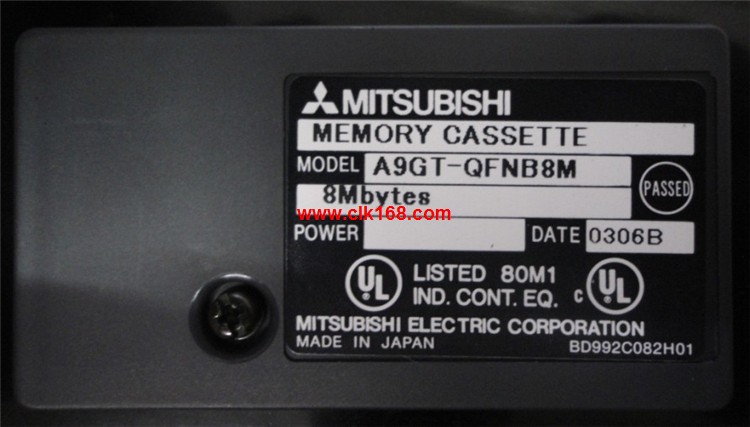 MITSUBISHI
MEMORY CASSETTE
MODEL A9GT-QFNB8M
8Mbytes
PASSED
www.clk168.com
POWER DATE 0306B
UL LISTED 80M1 c UL
IND. CONT. EQ.
MITSUBISHI ELECTRIC CORPORATION
MADE IN JAPAN BD992C082H01